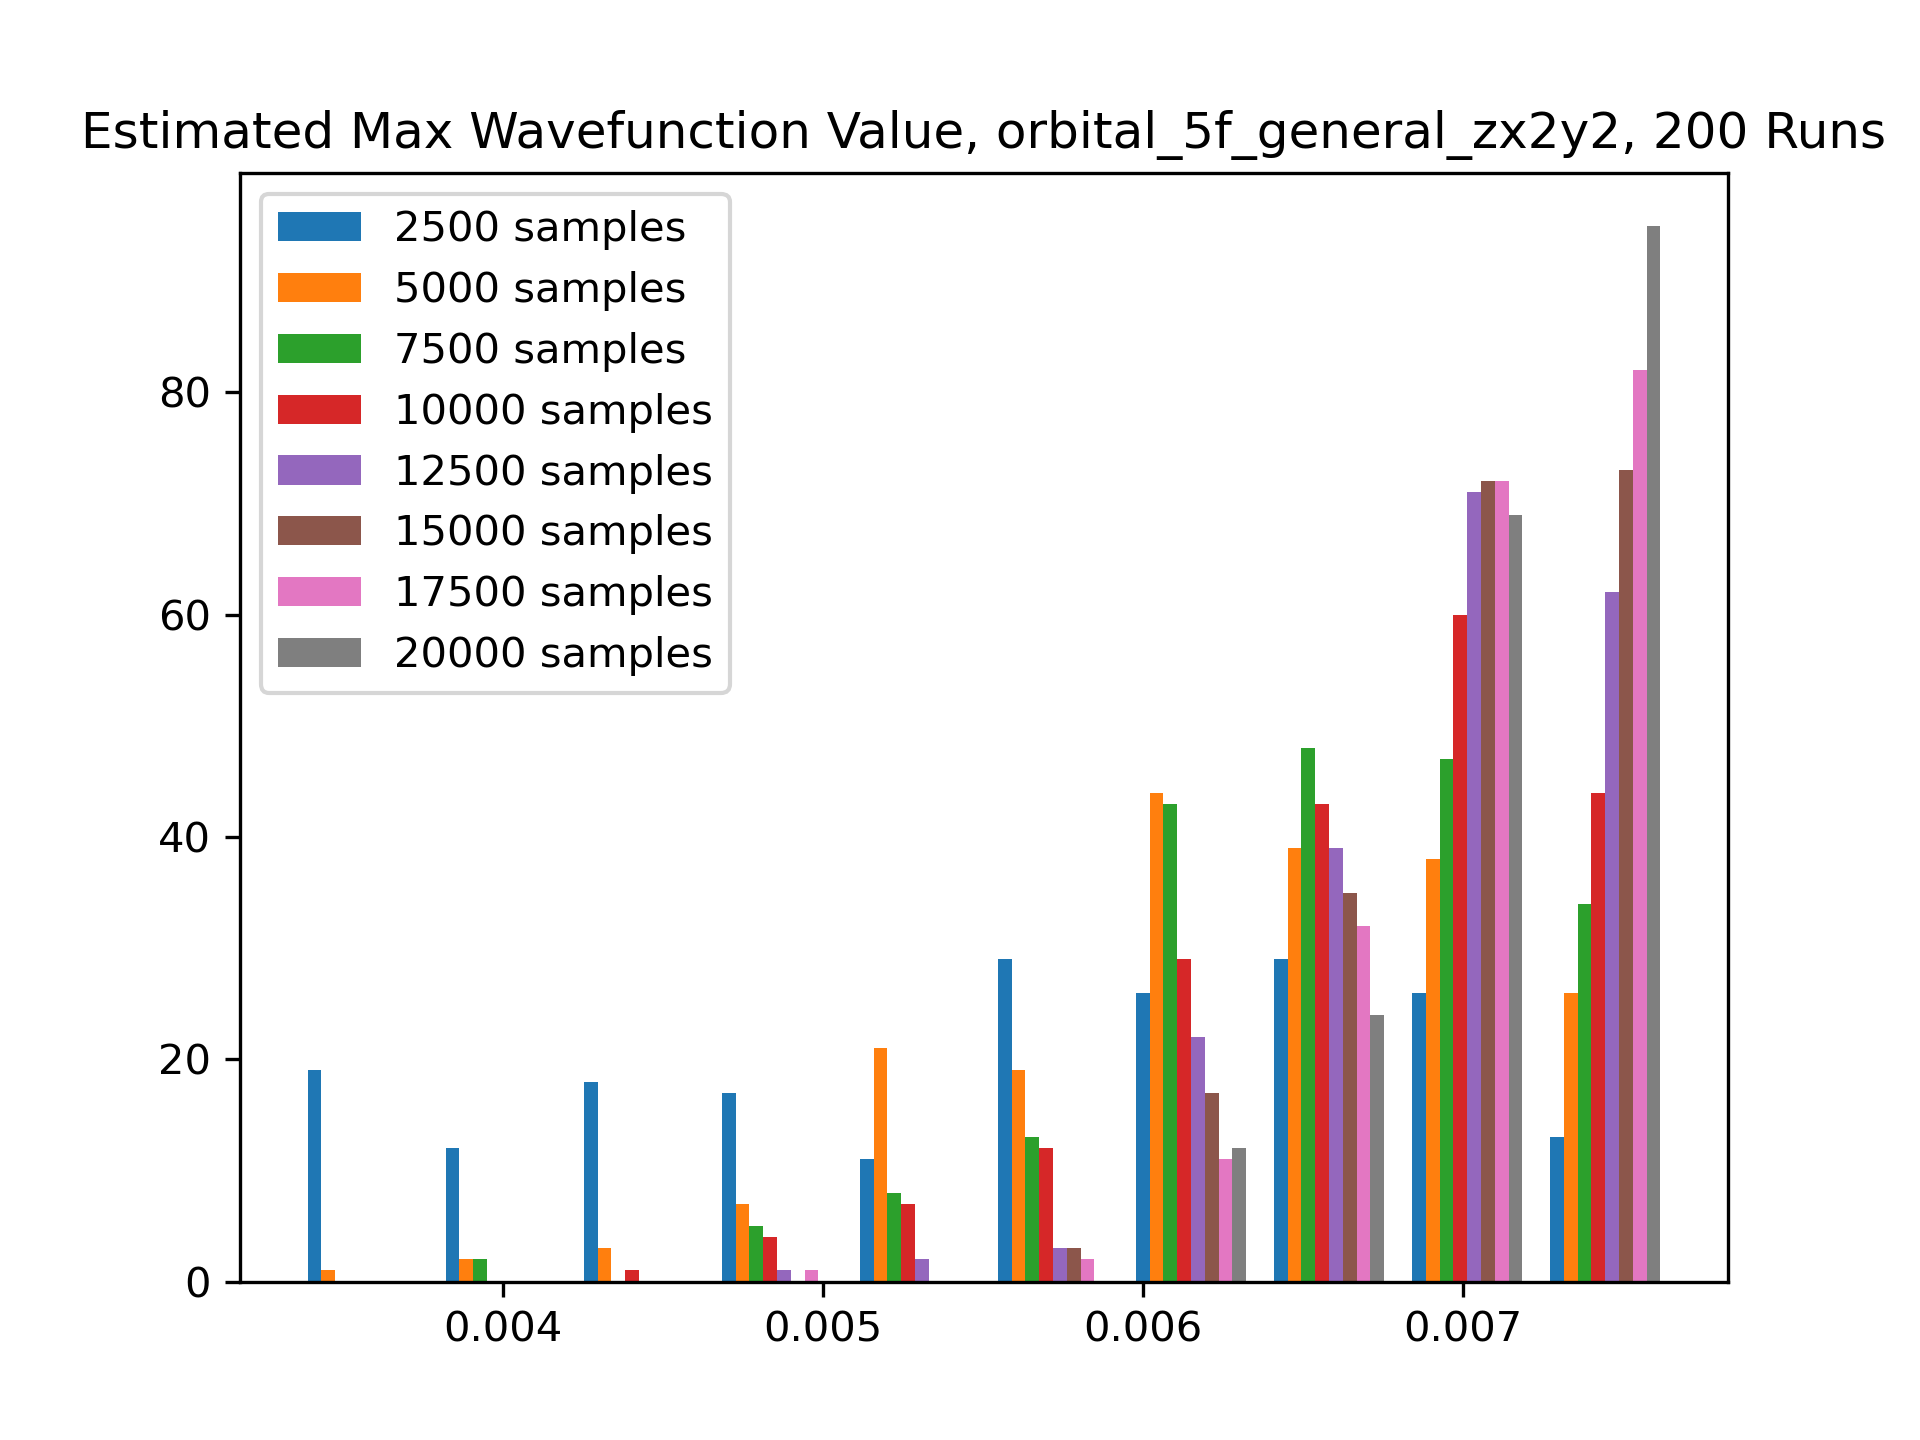 Estimated Max Wavefunction Value, orbital_5f_general_zx2y2, 200 Runs
2500 samples
5000 samples
7500 samples
10000 samples
12500 samples
15000 samples
17500 samples
20000 samples
80
60
40
20
0
0.004 0.005 0.006 0.007